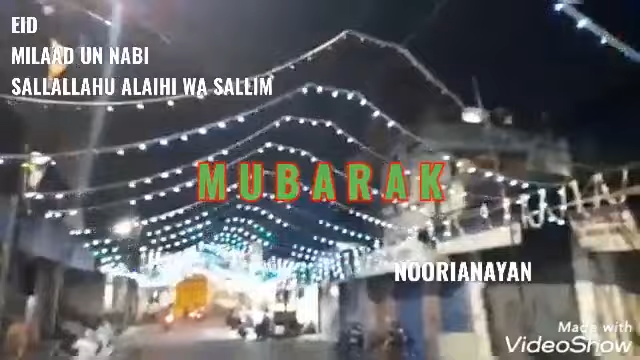 EID
MILAAD UN NABI
SALLALLAHU ALAIHI WA SALLIM
MUBARAK
NOORIANAYAN
Made with
VideoShow